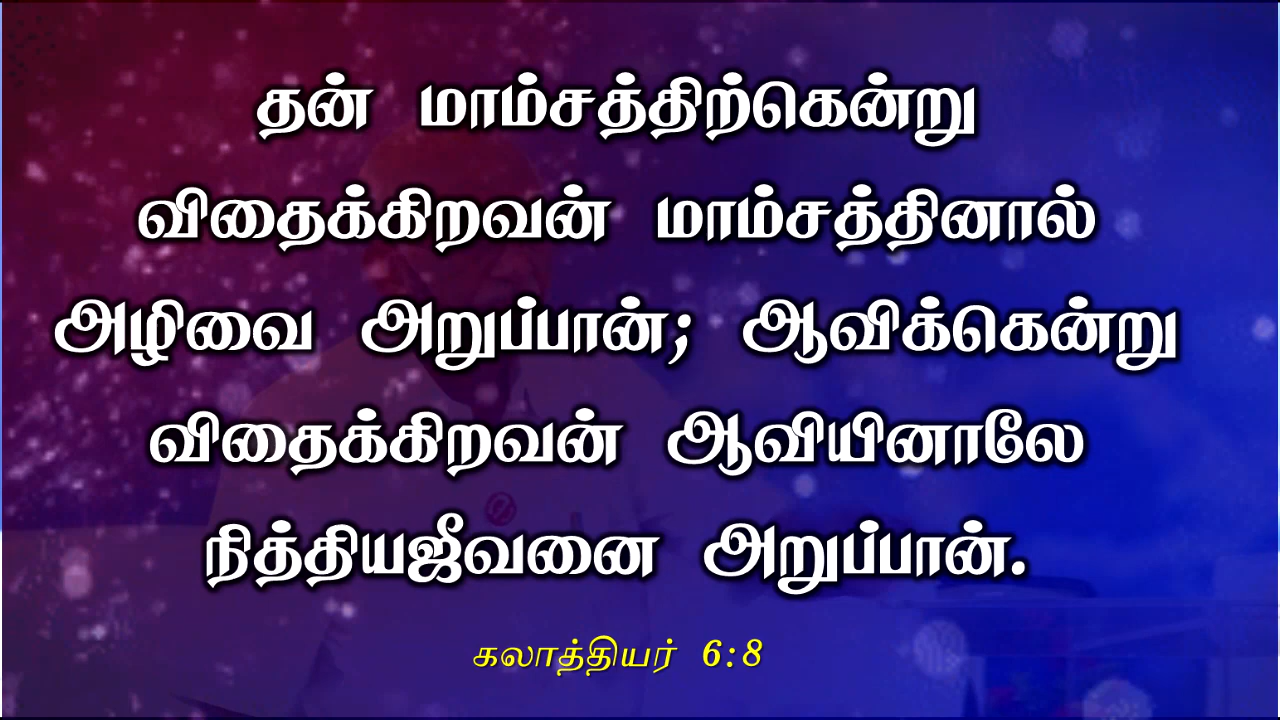 தன் மாம்சத்திற்கென்று
விதைக்கிறவன் மாம்சத்தினால்
அழிவை அறுப்பான்; ஆவிக்கென்று
விதைக்கிறவன் ஆவியினாலே
நித்தியஜீவனை அறுப்பான்.
கலாத்தியர் 6:8